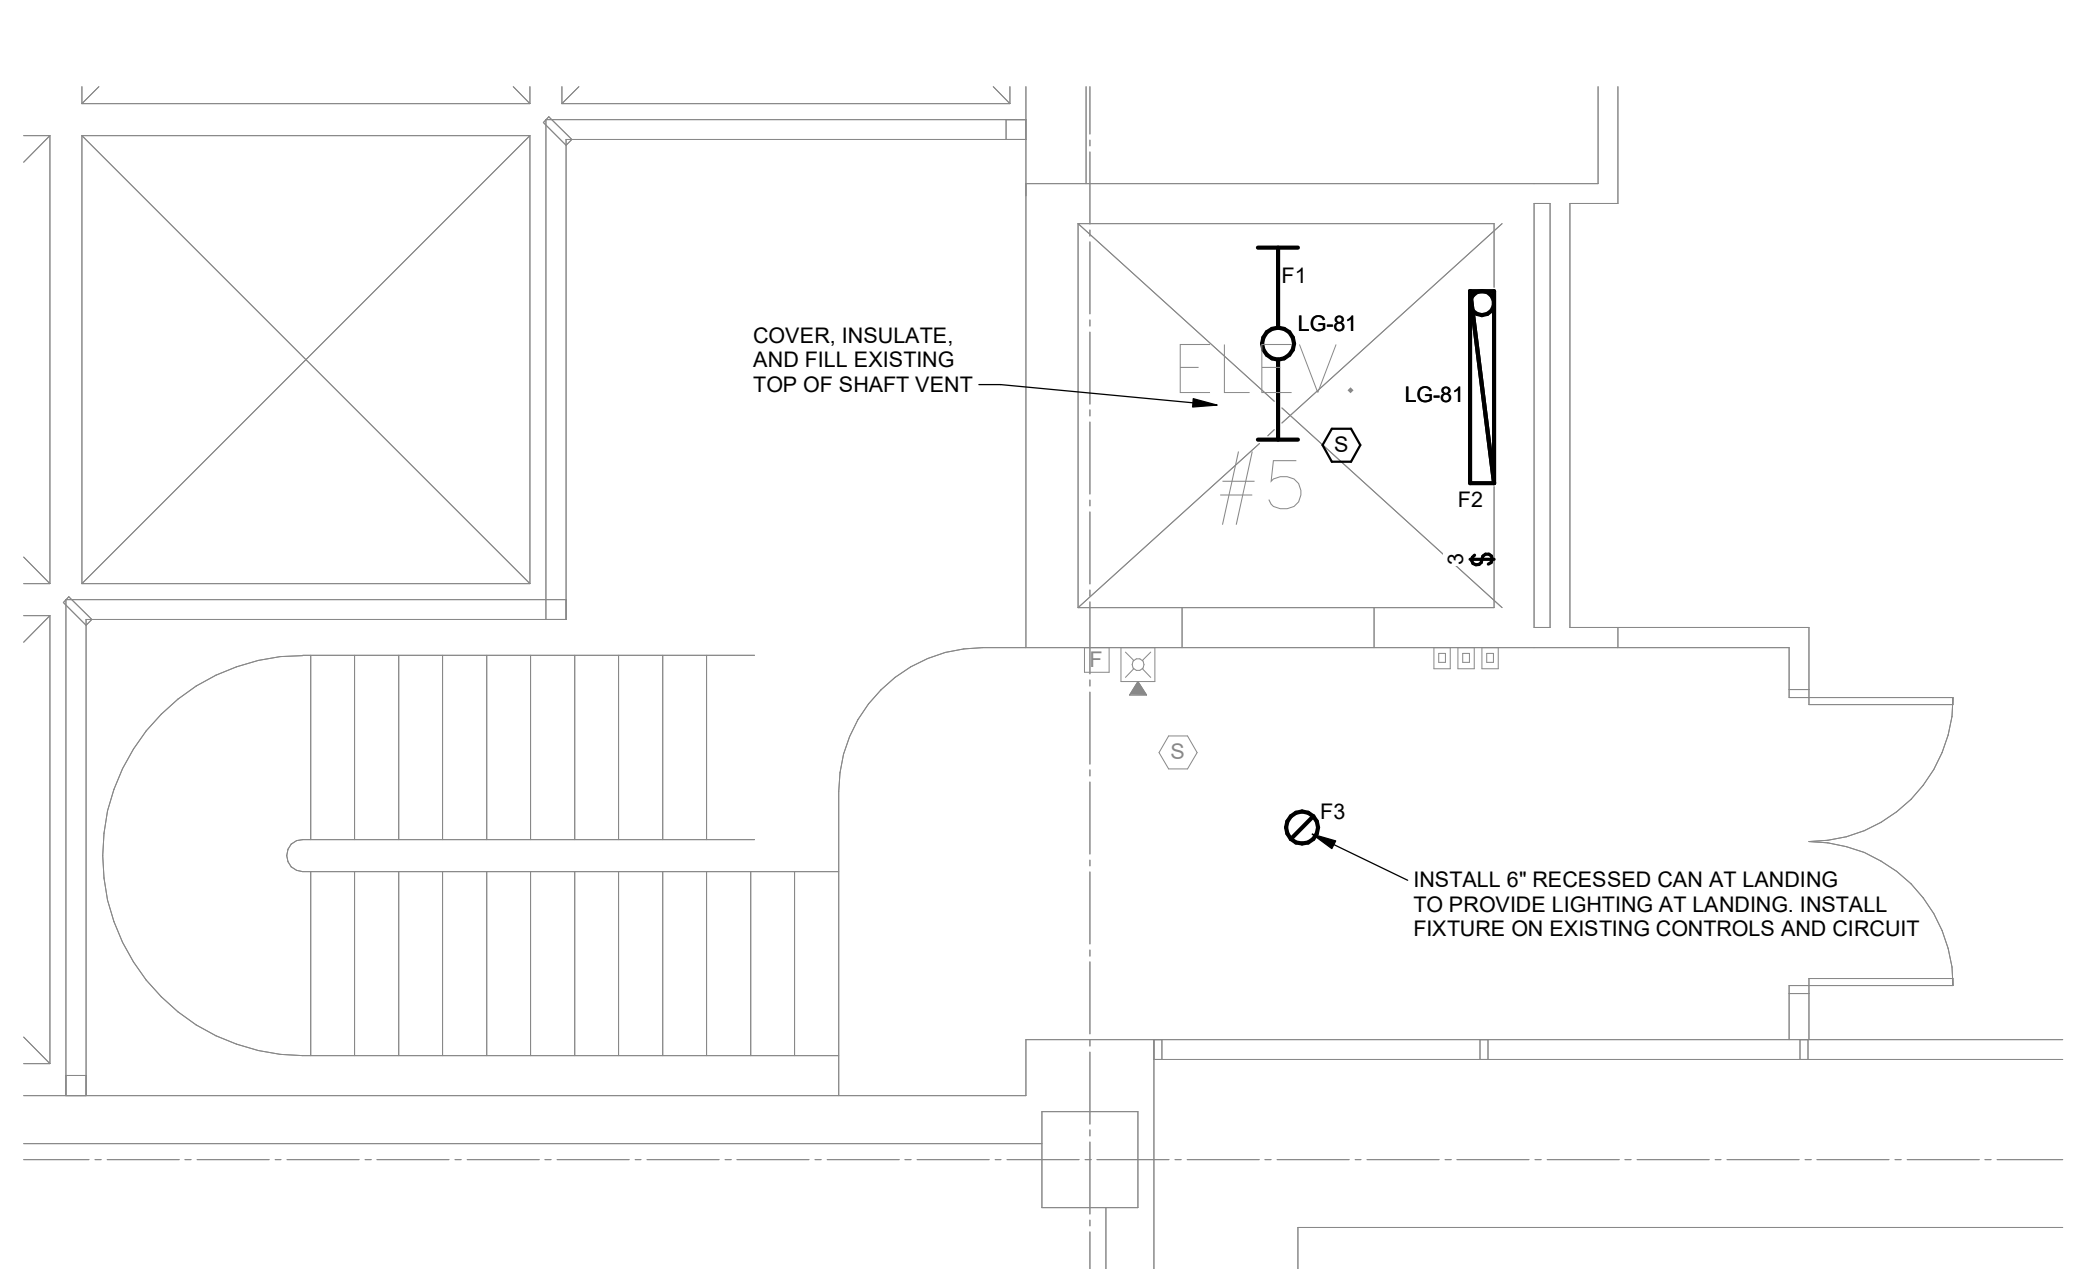 F1
LG-81
COVER, INSULATE,
AND FILL EXISTING
TOP OF SHAFT VENT
ELEV.
#5
LG-81
S
F2
3 $
F
S
F3
INSTALL 6" RECESSED CAN AT LANDING
TO PROVIDE LIGHTING AT LANDING. INSTALL
FIXTURE ON EXISTING CONTROLS AND CIRCUIT